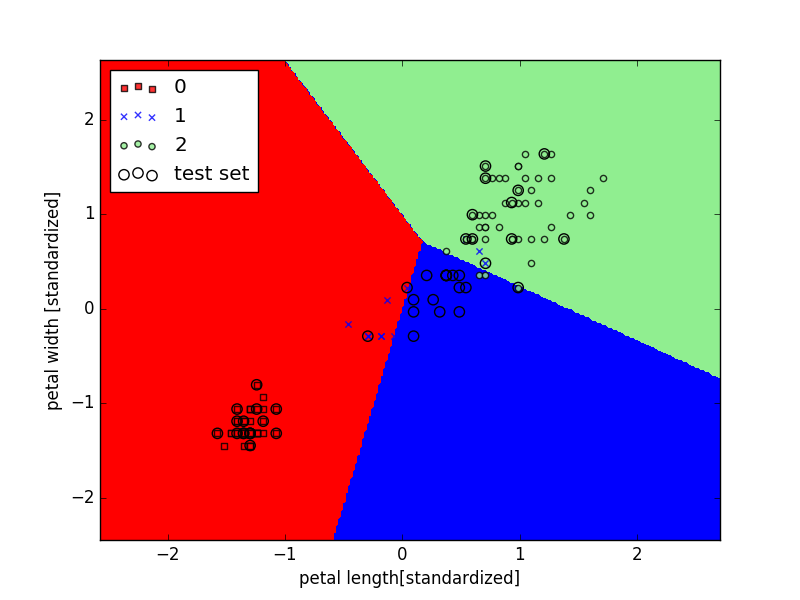 0
1
2
test set
2
1
0
−1
−2
petal width [standardized]
−2 −1 0 1 2
petal length[standardized]